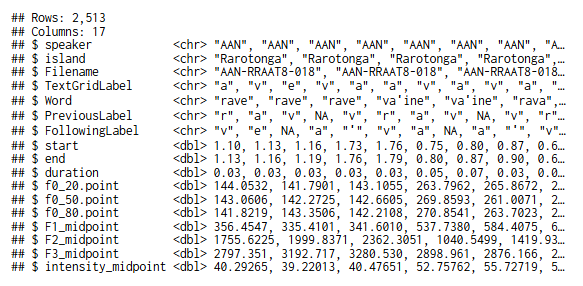 ## Rows: 2,513
## Columns: 17
## $ speaker            <chr> "AAN", "AAN", "AAN", "AAN", "AAN", "AAN", "AAN", "A…
## $ island             <chr> "Rarotonga", "Rarotonga", "Rarotonga", "Rarotonga",…
## $ Filename           <chr> "AAN-RRAAT8-018", "AAN-RRAAT8-018", "AAN-RRAAT8-018…
## $ TextGridLabel      <chr> "a", "v", "e", "v", "a", "a", "v", "a", "v", "a", "…
## $ Word               <chr> "rave", "rave", "rave", "va'ine", "va'ine", "rava",…
## $ PreviousLabel      <chr> "r", "a", "v", NA, "v", "r", "a", "v", NA, "v", "r"…
## $ FollowingLabel     <chr> "v", "e", NA, "a", "'", "v", "a", NA, "a", "'", "v"…
## $ start              <dbl> 1.10, 1.13, 1.16, 1.73, 1.76, 0.75, 0.80, 0.87, 0.6…
## $ end                <dbl> 1.13, 1.16, 1.19, 1.76, 1.79, 0.80, 0.87, 0.90, 0.6…
## $ duration           <dbl> 0.03, 0.03, 0.03, 0.03, 0.03, 0.05, 0.07, 0.03, 0.0…
## $ f0_20.point        <dbl> 144.0532, 141.7901, 143.1055, 263.7962, 265.8672, 2…
## $ f0_50.point        <dbl> 143.0606, 142.2725, 142.6605, 269.8593, 261.0071, 2…
## $ f0_80.point        <dbl> 141.8219, 143.3506, 142.2108, 270.8541, 263.7023, 2…
## $ F1_midpoint        <dbl> 356.4547, 335.4101, 341.6010, 537.7380, 584.4075, 6…
## $ F2_midpoint        <dbl> 1755.6225, 1999.8371, 2362.3051, 1040.5499, 1419.93…
## $ F3_midpoint        <dbl> 2797.351, 3192.717, 3280.530, 2898.961, 2876.166, 2…
## $ intensity_midpoint <dbl> 40.29265, 39.22013, 40.47651, 52.75762, 55.72719, 5…